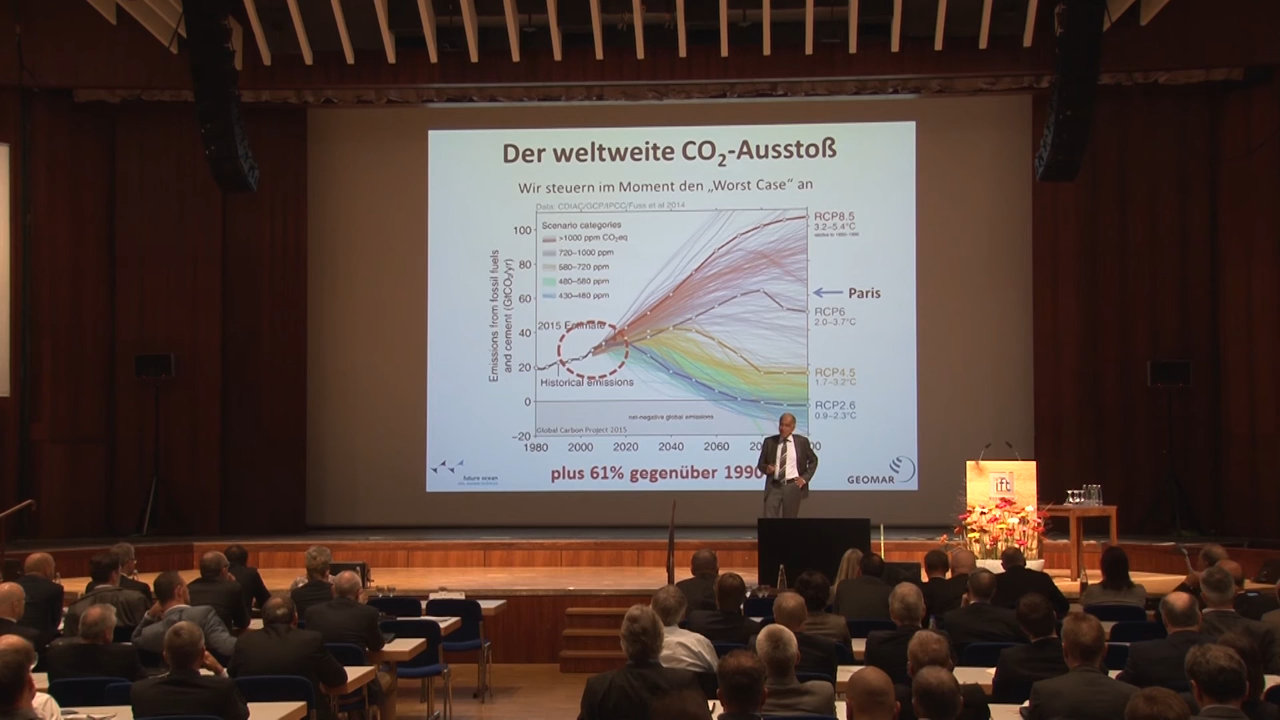 Der weltweite CO₂-Ausstoß
Wir steuern im Moment den „Worst Case“ an
Data: CDIAC/GCP/IPCC/Fuss et al 2014
Scenario categories
>1000 ppm CO₂eq
720–1000 ppm
580–720 ppm
480–580 ppm
430–480 ppm
Emissions from fossil fuels
and cement (GtCO₂/yr)
100
80
60
40
20
0
−20
2015 Estimate
Historical emissions
net-negative global emissions
Global Carbon Project 2015
1980 2000 2020 2040 2060
RCP8.5
3.2–5.4°C
Paris
RCP6
2.0–3.7°C
RCP4.5
1.7–3.2°C
RCP2.6
0.9–2.3°C
plus 61% gegenüber 1990
future ocean
GEOMAR
ift